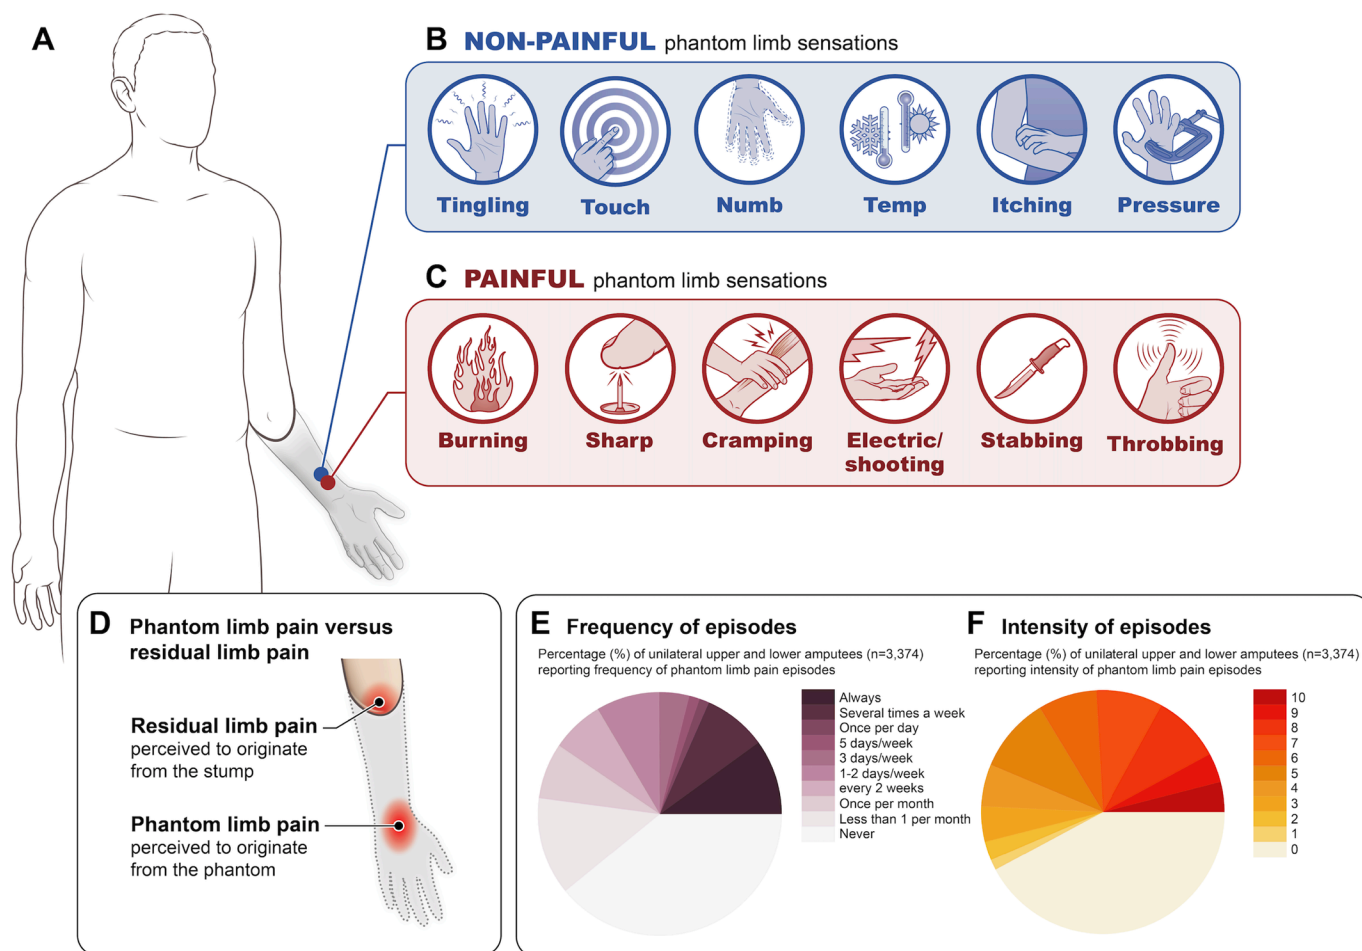 A
B NON-PAINFUL phantom limb sensations
Tingling
Touch
Numb
Temp
Itching
Pressure
C PAINFUL phantom limb sensations
Burning
Sharp
Cramping
Electric/
shooting
Stabbing
Throbbing
D Phantom limb pain versus
residual limb pain
Residual limb pain
perceived to originate
from the stump
Phantom limb pain
perceived to originate
from the phantom
E Frequency of episodes
Percentage (%) of unilateral upper and lower amputees (n=3,374)
reporting frequency of phantom limb pain episodes
Always
Several times a week
Once per day
5 days/week
3 days/week
1-2 days/week
every 2 weeks
Once per month
Less than 1 per month
Never
F Intensity of episodes
Percentage (%) of unilateral upper and lower amputees (n=3,374)
reporting intensity of phantom limb pain episodes
10
9
8
7
6
5
4
3
2
1
0